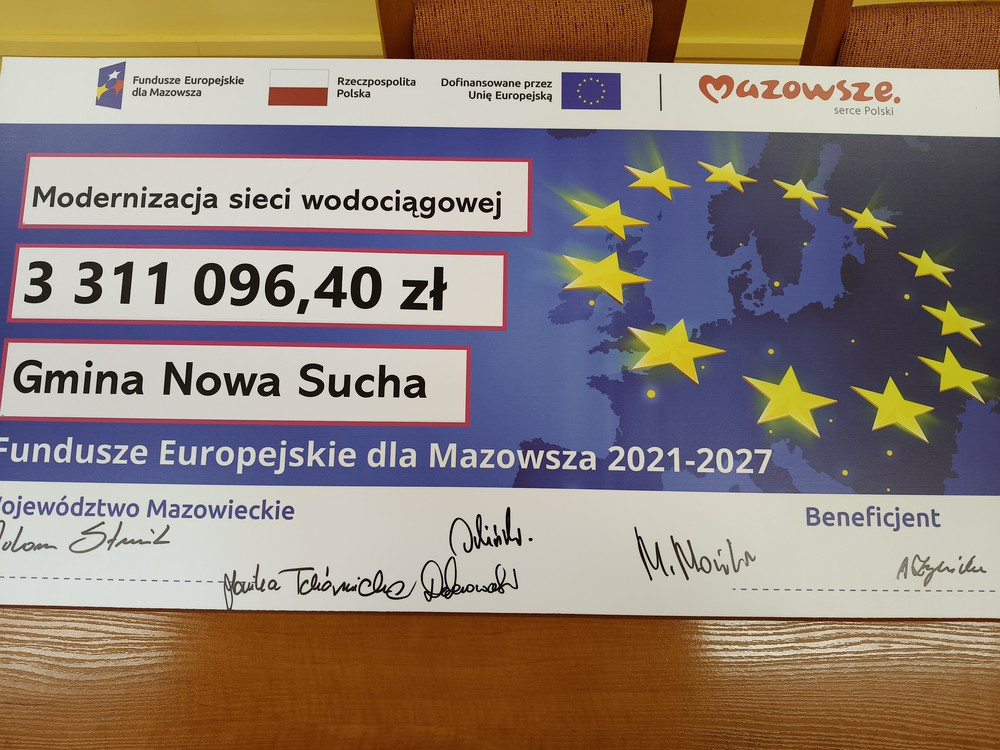 Fundusze Europejskie
dla Mazowsza
Rzeczpospolita
Polska
Dofinansowane przez
Unię Europejską
Mazowsze.
serce Polski
Modernizacja sieci wodociągowej
3 311 096,40 zł
Gmina Nowa Sucha
Fundusze Europejskie dla Mazowsza 2021-2027
Województwo Mazowieckie
Beneficjent